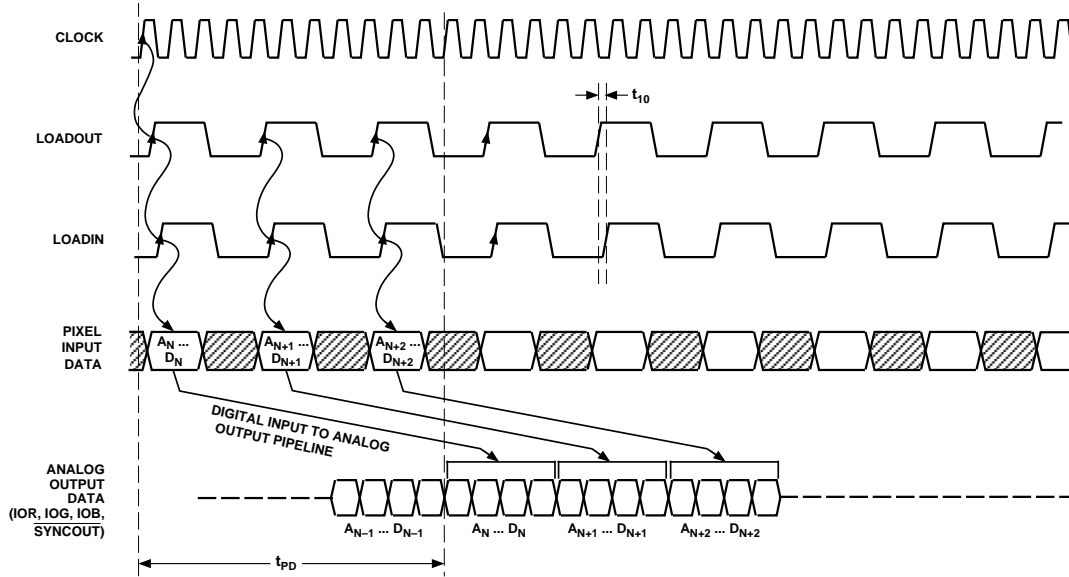 CLOCK
t10
LOADOUT
LOADIN
PIXEL
INPUT
DATA
AN ...
DN
AN+1 ...
DN+1
AN+2 ...
DN+2
DIGITAL INPUT TO ANALOG
OUTPUT PIPELINE
ANALOG
OUTPUT
DATA
(IOR, IOG, IOB,
SYNCOUT)
AN–1 ... DN–1
AN ... DN
AN+1 ... DN+1
AN+2 ... DN+2
tPD